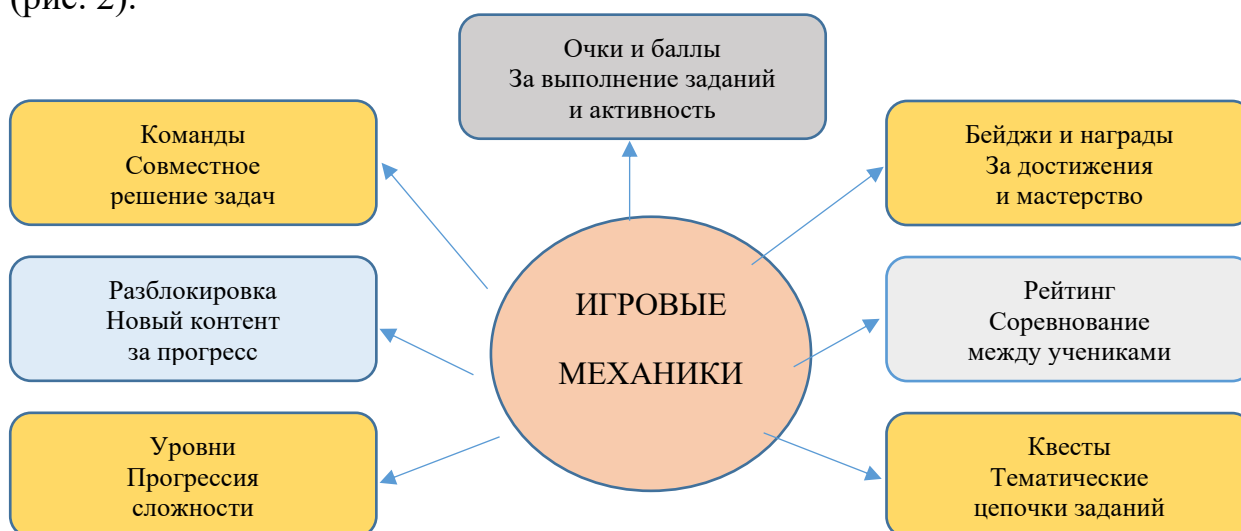 (рис. 2).
Очки и баллы
За выполнение заданий
и активность
Команды
Совместное
решение задач
Бейджи и награды
За достижения
и мастерство
Разблокировка
Новый контент
за прогресс
ИГРОВЫЕ
МЕХАНИКИ
Рейтинг
Соревнование
между учениками
Уровни
Прогрессия
сложности
Квесты
Тематические
цепочки заданий